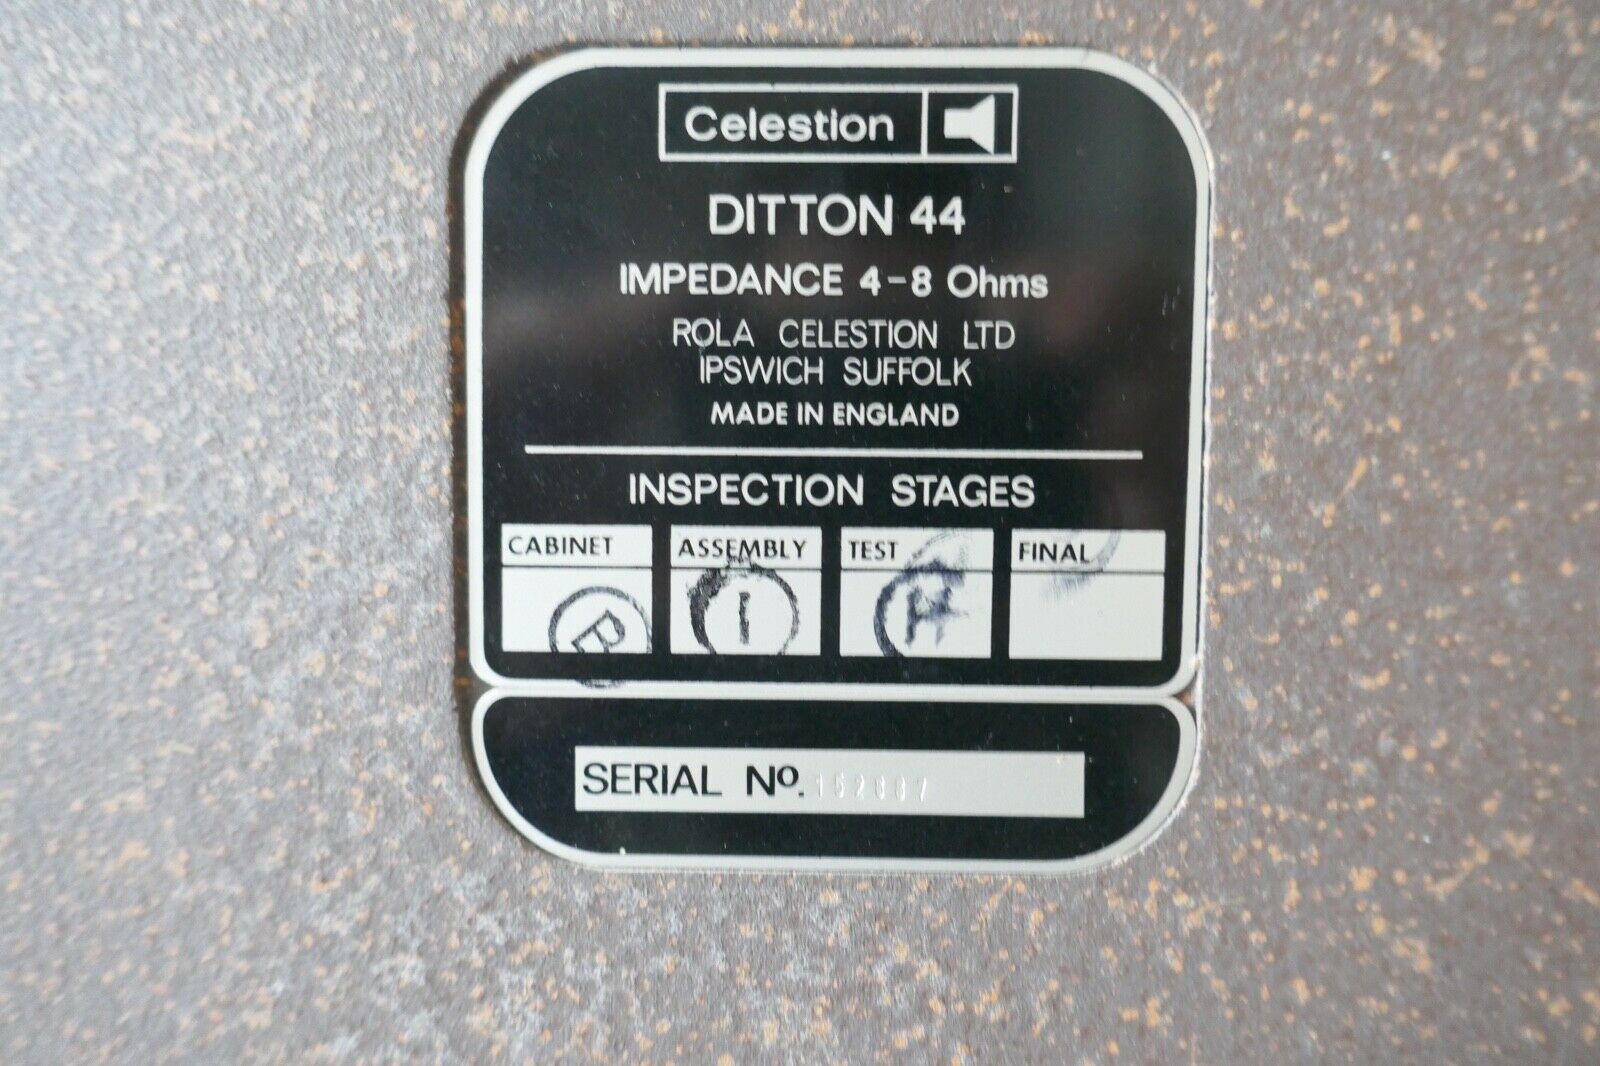 Celestion
DITTON 44
IMPEDANCE 4-8 Ohms
ROLA CELESTION LTD
IPSWICH SUFFOLK
MADE IN ENGLAND
INSPECTION STAGES
CABINET ASSEMBLY TEST FINAL
B I A
SERIAL Nº.